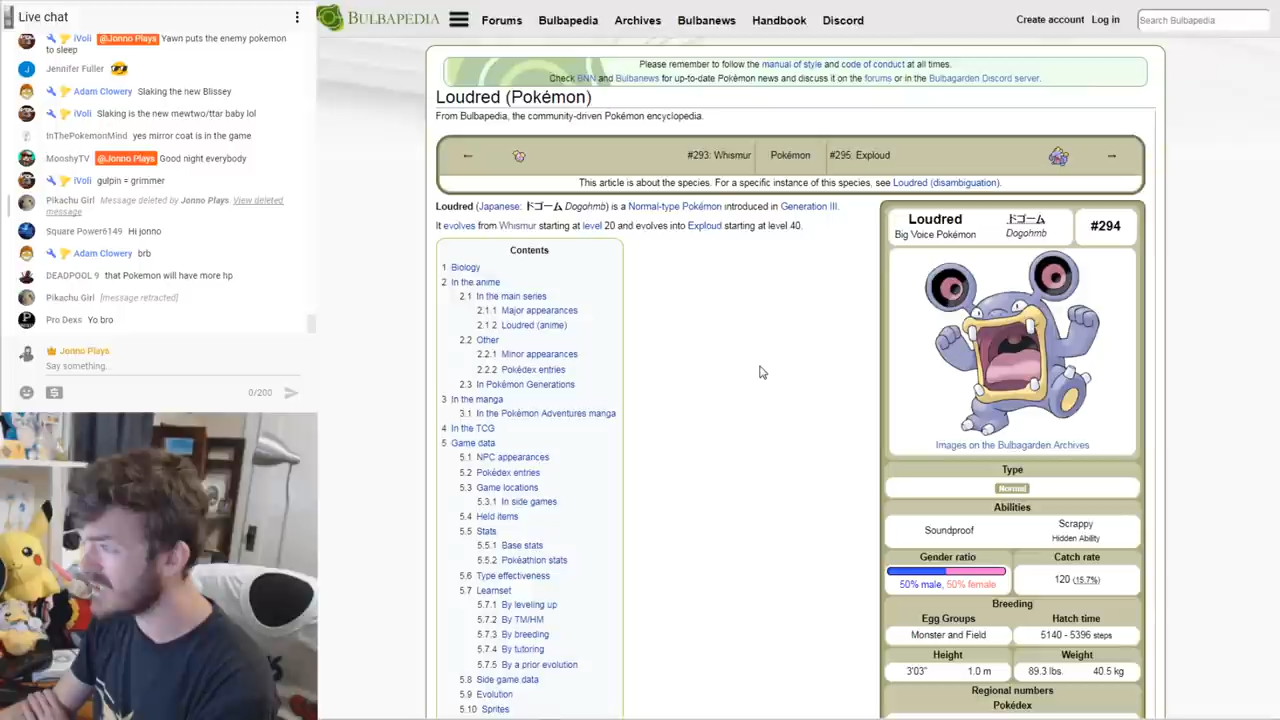 Live chat
iVoli @Jonno Plays Yawn puts the enemy pokemon
to sleep
Jennifer Fuller
Adam Clowery Slaking the new Blissey
iVoli Slaking is the new mewtwo/ttar baby lol
InThePokemonMind yes mirror coat is in the game
MooshyTV @Jonno Plays Good night everybody
iVoli gulpin = grimmer
Pikachu Girl Message deleted by Jonno Plays. View deleted
message
Square Power6149 Hi jonno
Adam Clowery brb
DEADPOOL 9 that Pokemon will have more hp
Pikachu Girl [message retracted]
Pro Dexs Yo bro
Jonno Plays
Say something...
0/200
BULBAPEDIA
Forums Bulbapedia Archives Bulbanews Handbook Discord
Create account Log in Search Bulbapedia
Please remember to follow the manual of style and code of conduct at all times.
Check BNN and Bulbanews for up-to-date Pokémon news and discuss it on the forums or in the Bulbagarden Discord server.
Loudred (Pokémon)
From Bulbapedia, the community-driven Pokémon encyclopedia.
← #293: Whismur Pokémon #295: Exploud →
This article is about the species. For a specific instance of this species, see Loudred (disambiguation).
Loudred (Japanese: ドゴーム Dogohmb) is a Normal-type Pokémon introduced in Generation III.
It evolves from Whismur starting at level 20 and evolves into Exploud starting at level 40.
Contents
1 Biology
2 In the anime
2.1 In the main series
2.1.1 Major appearances
2.1.2 Loudred (anime)
2.2 Other
2.2.1 Minor appearances
2.2.2 Pokédex entries
2.3 In Pokémon Generations
3 In the manga
3.1 In the Pokémon Adventures manga
4 In the TCG
5 Game data
5.1 NPC appearances
5.2 Pokédex entries
5.3 Game locations
5.3.1 In side games
5.4 Held items
5.5 Stats
5.5.1 Base stats
5.5.2 Pokéathlon stats
5.6 Type effectiveness
5.7 Learnset
5.7.1 By leveling up
5.7.2 By TM/HM
5.7.3 By breeding
5.7.4 By tutoring
5.7.5 By a prior evolution
5.8 Side game data
5.9 Evolution
5.10 Sprites
Loudred ドゴーム #294
Big Voice Pokémon Dogohmb
Images on the Bulbagarden Archives
Type
Normal
Abilities
Soundproof Scrappy
Hidden Ability
Gender ratio Catch rate
50% male, 50% female 120 (15.7%)
Breeding
Egg Groups Hatch time
Monster and Field 5140 - 5396 steps
Height Weight
3'03" 1.0 m 89.3 lbs. 40.5 kg
Regional numbers
Pokédex